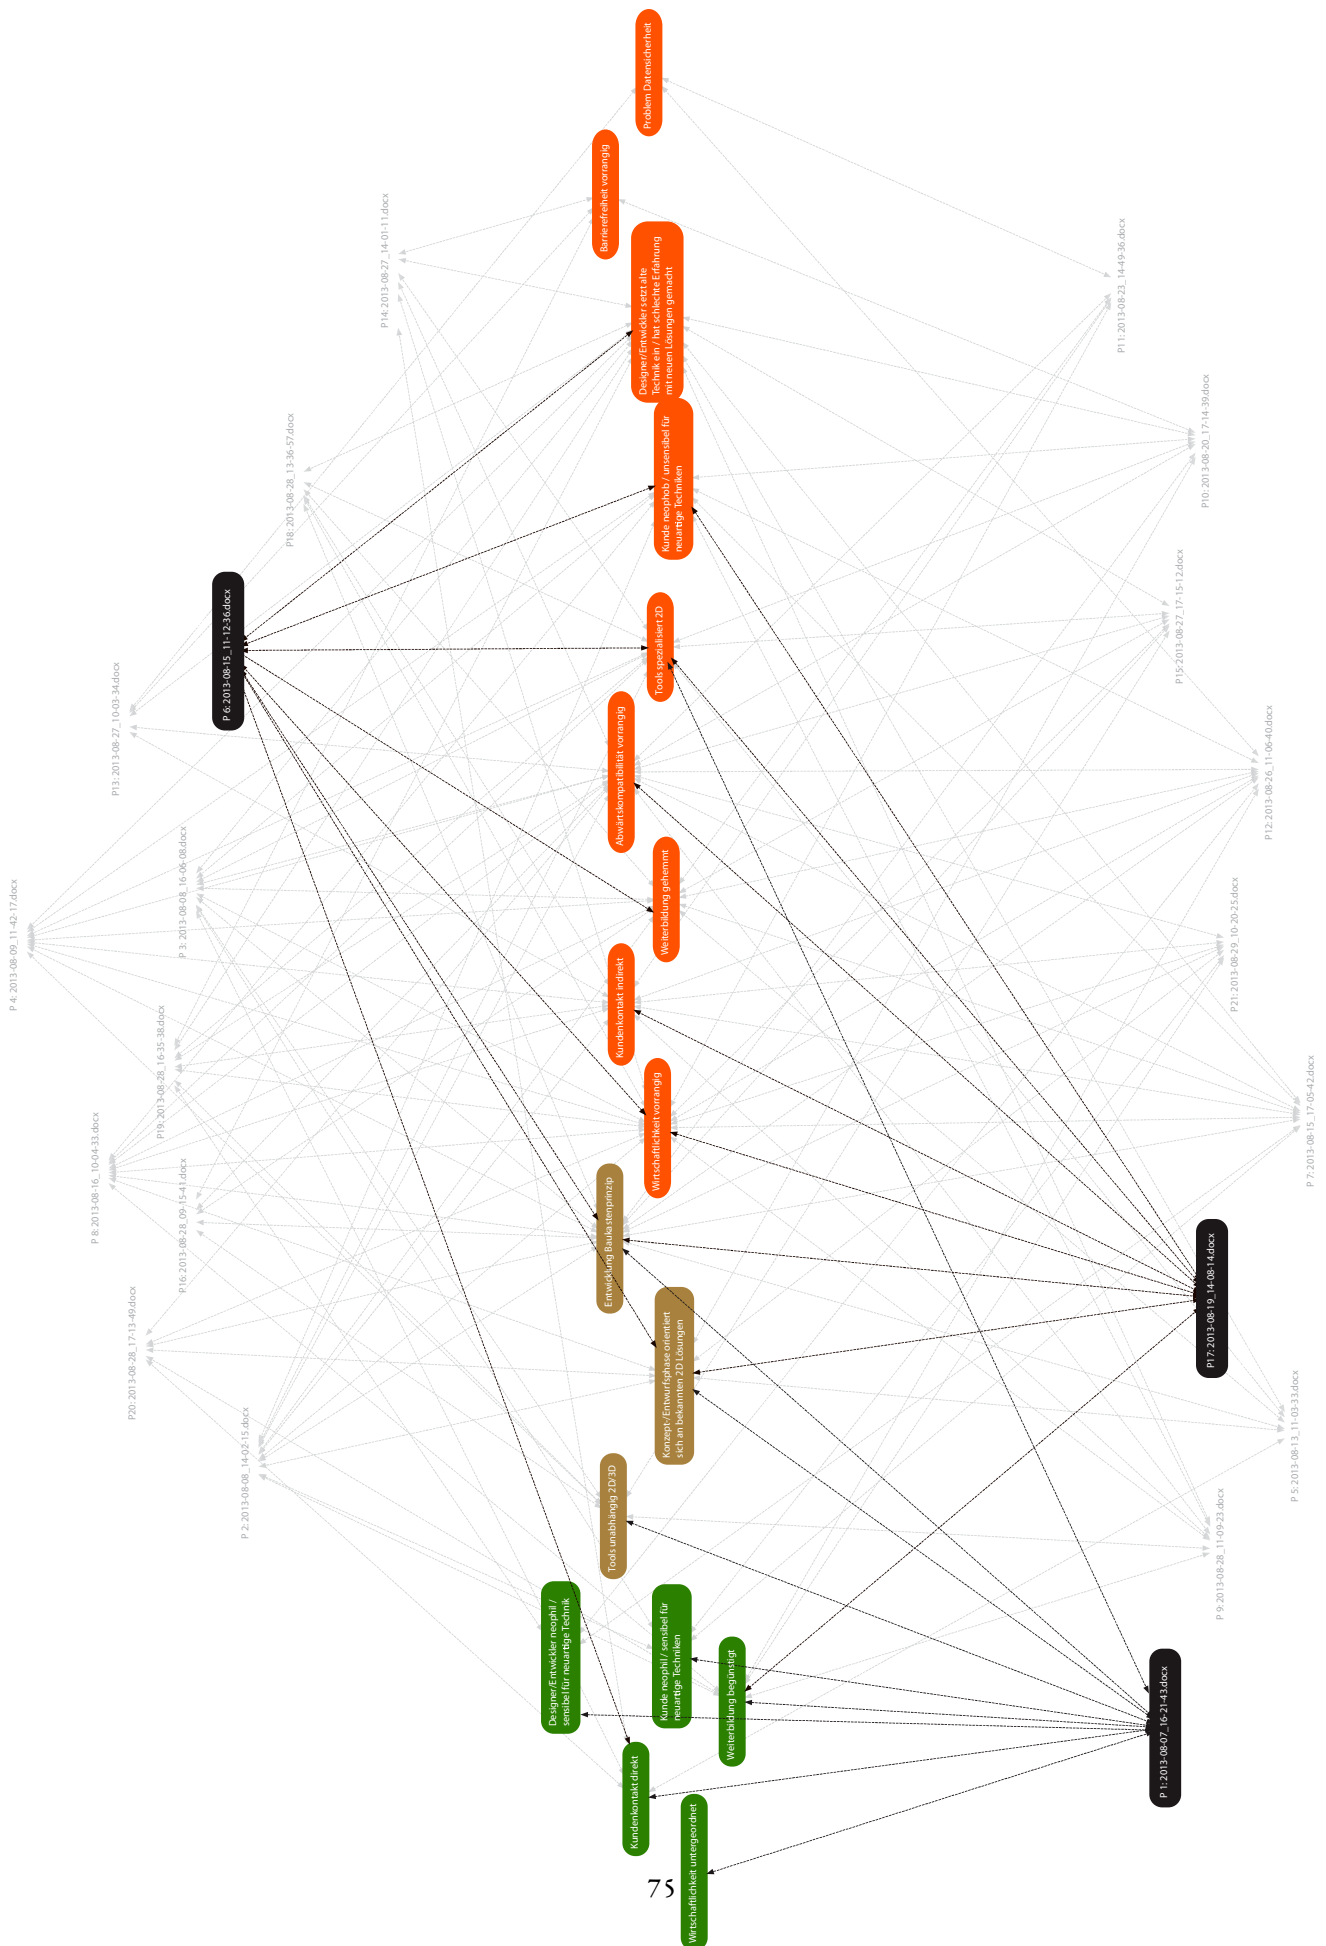 Problem Datensicherheit
Barrierefreiheit vorrangig
Designer/Entwickler setzt alte
Technik ein / hat schlechte Erfahrung
mit neuen Lösungen gemacht
Kunde neophob / unsensibel für
neuartige Techniken
Tools spezialisiert 2D
Abwärtskompatibilität vorrangig
Weiterbildung gehemmt
Kundenkontakt indirekt
Wirtschaftlichkeit vorrangig
Entwicklung Baukastenprinzip
Konzept-/Entwurfsphase orientiert
sich an bekannten 2D Lösungen
Tools unabhängig 2D/3D
Designer/Entwickler neophil /
sensibel für neuartige Technik
Kunde neophil / sensibel für
neuartige Techniken
Weiterbildung begünstigt
Kundenkontakt direkt
Wirtschaftlichkeit untergeordnet
P14: 2013-08-27_14-01-11.docx
P18: 2013-08-28_13-36-57.docx
P 6: 2013-08-15_11-12-36.docx
P13: 2013-08-27_10-03-34.docx
P 3: 2013-08-08_16-06-08.docx
P 4: 2013-08-09_11-42-17.docx
P19: 2013-08-28_16-35-38.docx
P 8: 2013-08-16_10-04-33.docx
P16: 2013-08-28_09-15-41.docx
P20: 2013-08-28_17-13-49.docx
P 2: 2013-08-08_14-02-15.docx
P11: 2013-08-23_14-49-36.docx
P10: 2013-08-20_17-14-39.docx
P15: 2013-08-27_17-15-12.docx
P12: 2013-08-26_11-06-40.docx
P21: 2013-08-29_10-20-25.docx
P 7: 2013-08-15_17-05-42.docx
P17: 2013-08-19_14-08-14.docx
P 5: 2013-08-13_11-03-33.docx
P 9: 2013-08-28_11-09-23.docx
P 1: 2013-08-07_16-21-43.docx
75